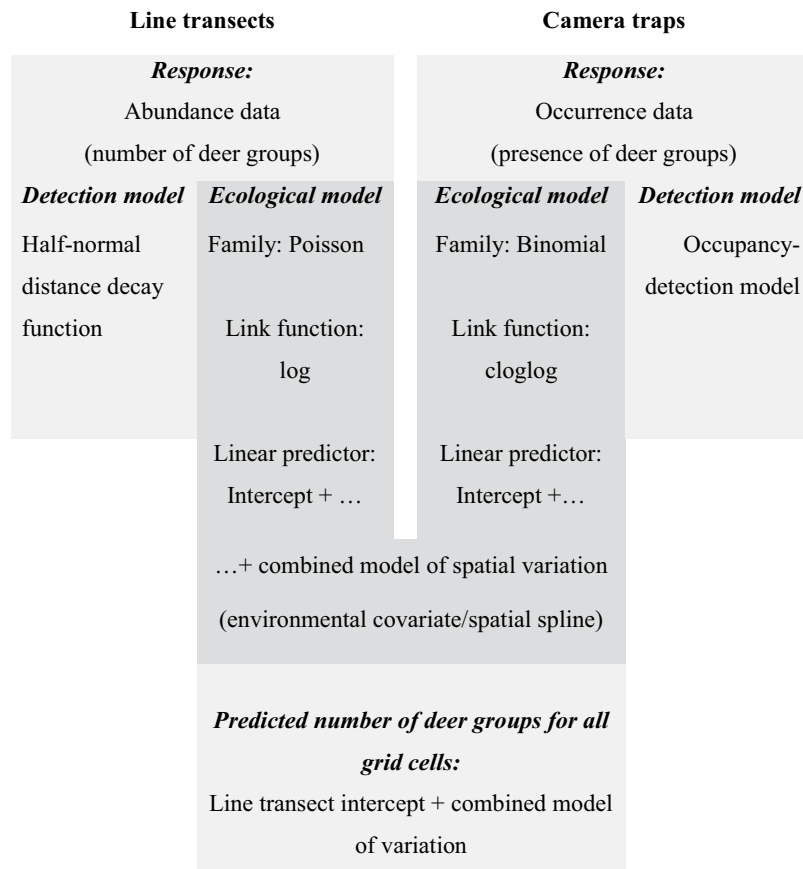 Line transects
Camera traps
Response:
Abundance data
(number of deer groups)
Response:
Occurrence data
(presence of deer groups)
Detection model
Half-normal
distance decay
function
Ecological model
Family: Poisson
Link function:
log
Linear predictor:
Intercept + …
Ecological model
Family: Binomial
Link function:
cloglog
Linear predictor:
Intercept +…
Detection model
Occupancy-
detection model
…+ combined model of spatial variation
(environmental covariate/spatial spline)
Predicted number of deer groups for all
grid cells:
Line transect intercept + combined model
of variation